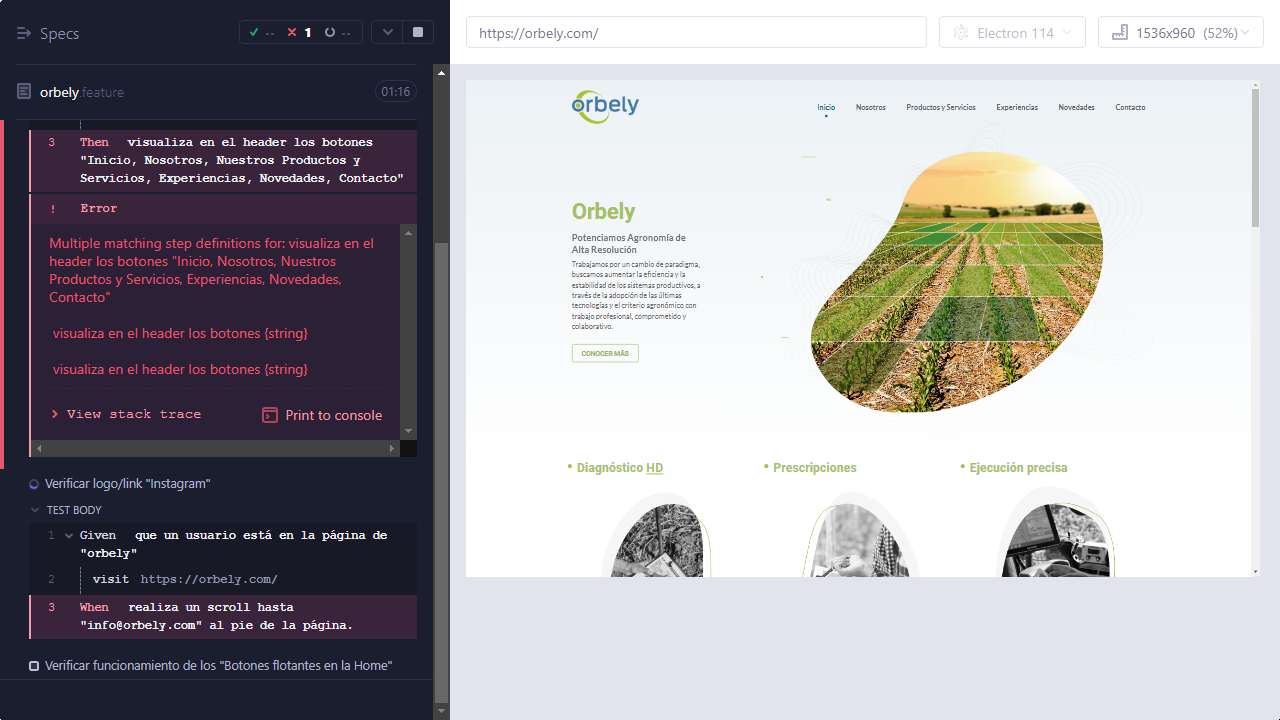 Specs
--
1
--
https://orbely.com/
Electron 114
1536x960 (52%)
orbely.feature
01:16
3 Then visualiza en el header los botones
"Inicio, Nosotros, Nuestros Productos y
Servicios, Experiencias, Novedades, Contacto"
! Error
Multiple matching step definitions for: visualiza en el
header los botones "Inicio, Nosotros, Nuestros
Productos y Servicios, Experiencias, Novedades,
Contacto"
visualiza en el header los botones {string}
visualiza en el header los botones {string}
View stack trace
Print to console
Verificar logo/link "Instagram"
TEST BODY
1 Given que un usuario está en la página de
"orbely"
2 visit https://orbely.com/
3 When realiza un scroll hasta
"info@orbely.com" al pie de la página.
Verificar funcionamiento de los "Botones flotantes en la Home"
orbely
Inicio Nosotros Productos y Servicios Experiencias Novedades Contacto
Orbely
Potenciamos Agronomía de
Alta Resolución
Trabajamos por un cambio de paradigma,
buscamos aumentar la eficiencia y la
estabilidad de los sistemas productivos, a
través de la adopción de las últimas
tecnologías y el criterio agronómico con
trabajo profesional, comprometido y
colaborativo.
CONOCER MÁS
• Diagnóstico HD
• Prescripciones
• Ejecución precisa